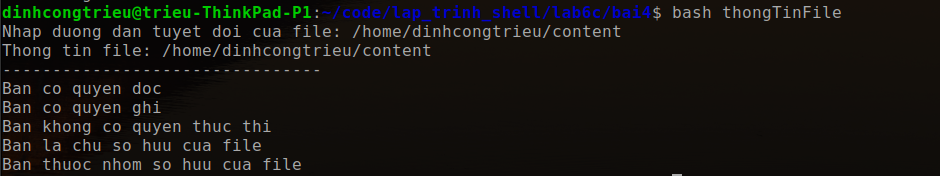 dinhcongtrieu@trieu-ThinkPad-P1:~/code/lap_trinh_shell/lab6c/bai4$ bash thongTinFile
Nhap duong dan tuyet doi cua file: /home/dinhcongtrieu/content
Thong tin file: /home/dinhcongtrieu/content
--------------------------------
Ban co quyen doc
Ban co quyen ghi
Ban khong co quyen thuc thi
Ban la chu so huu cua file
Ban thuoc nhom so huu cua file